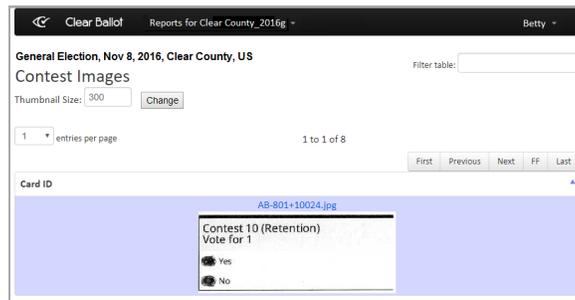 Clear Ballot Reports for Clear County_2016g Betty
General Election, Nov 8, 2016, Clear County, US
Filter table:
Contest Images
Thumbnail Size: 300 Change
1 entries per page 1 to 1 of 8
First Previous Next FF Last
Card ID
AB-801+10024.jpg
Contest 10 (Retention)
Vote for 1
Yes
No